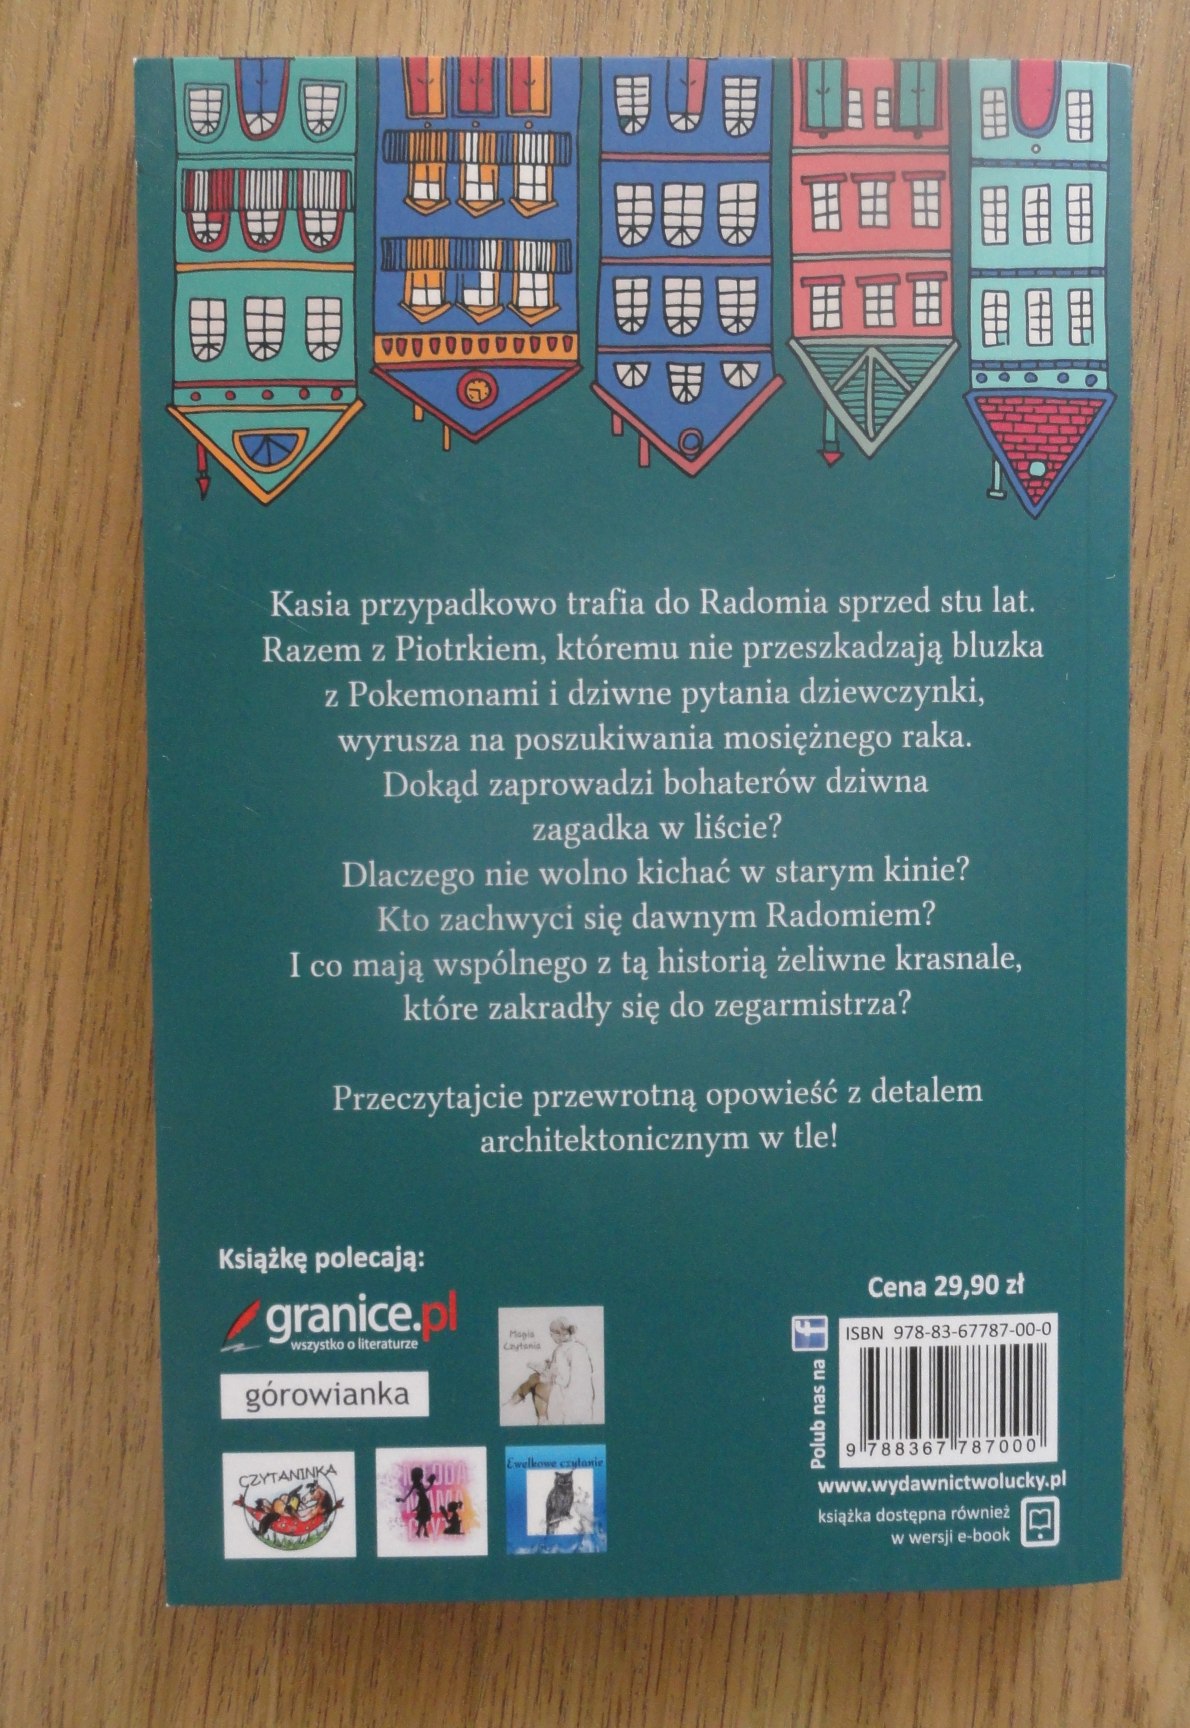 Kasia przypadkowo trafia do Radomia sprzed stu lat.
Razem z Piotrkiem, któremu nie przeszkadzają bluzka
z Pokemonami i dziwne pytania dziewczynki,
wyrusza na poszukiwania mosiężnego raka.
Dokąd zaprowadzi bohaterów dziwna
zagadka w liście?
Dlaczego nie wolno kichać w starym kinie?
Kto zachwyci się dawnym Radomiem?
I co mają wspólnego z tą historią żeliwne krasnale,
które zakradły się do zegarmistrza?
Przeczytajcie przewrotną opowieść z detalem
architektonicznym w tle!
Książkę polecają:
granice.pl
wszystko o literaturze
górowianka
Magia
Czytania
CZYTANINKA
MAMA
Ewelkowe czytanie
Cena 29,90 zł
Polub nas na f
ISBN 978-83-67787-00-0
9 788367 787000
www.wydawnictwolucky.pl
książka dostępna również
w wersji e-book